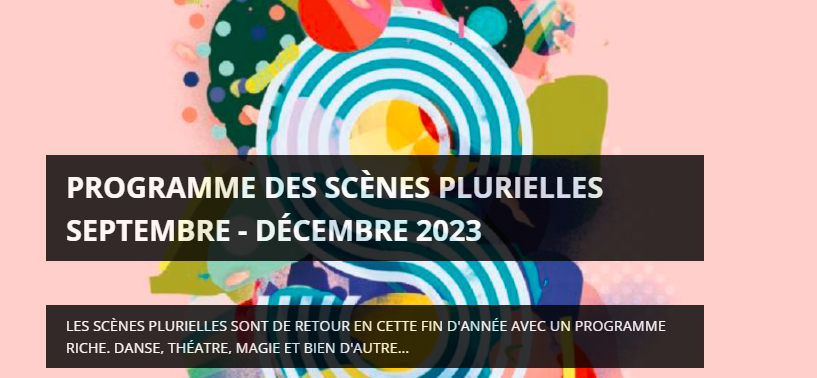 PROGRAMME DES SCÈNES PLURIELLES
SEPTEMBRE - DÉCEMBRE 2023
LES SCÈNES PLURIELLES SONT DE RETOUR EN CETTE FIN D'ANNÉE AVEC UN PROGRAMME
RICHE. DANSE, THÉATRE, MAGIE ET BIEN D'AUTRE...